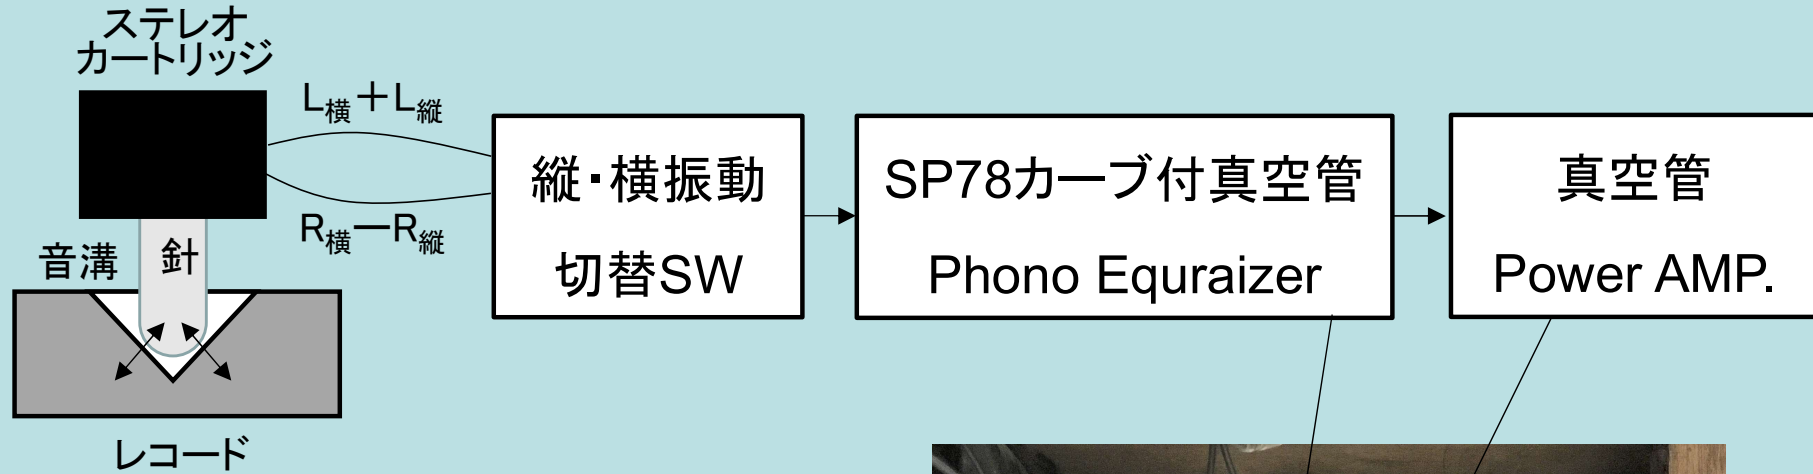 ステレオ
カートリッジ
L横＋L縦
R横ーR縦
音溝
針
レコード
縦・横振動
切替SW
SP78カーブ付真空管
Phono Equraizer
真空管
Power AMP.